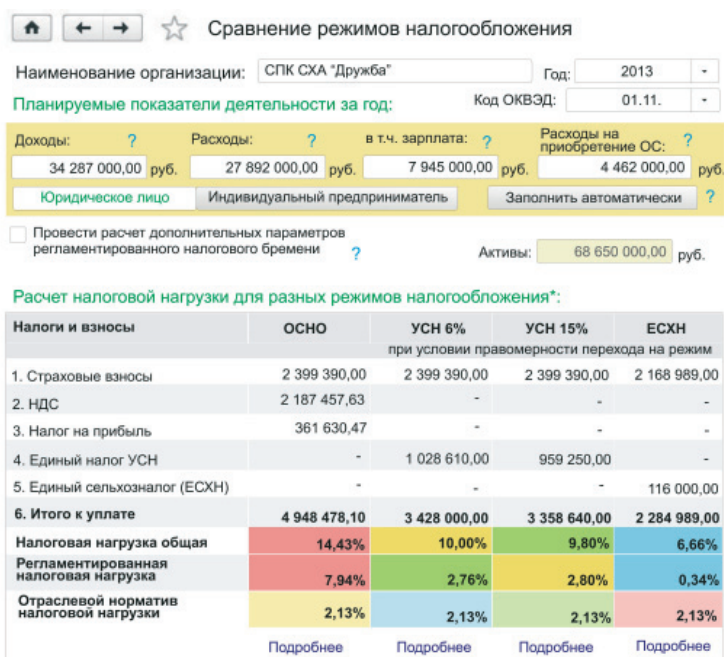 Сравнение режимов налогообложения
Наименование организации: СПК СХА "Дружба" Год: 2013
Планируемые показатели деятельности за год: Код ОКВЭД: 01.11.
Доходы: ? Расходы: ? в т.ч. зарплата: ? Расходы на приобретение ОС: ?
34 287 000,00 руб. 27 892 000,00 руб. 7 945 000,00 руб. 4 462 000,00 руб.
Юридическое лицо Индивидуальный предприниматель Заполнить автоматически ?
Провести расчет дополнительных параметров
регламентированного налогового бремени ? Активы: 68 650 000,00 руб.
Расчет налоговой нагрузки для разных режимов налогообложения*:
Налоги и взносы ОСНО УСН 6% УСН 15% ЕСХН
при условии правомерности перехода на режим
1. Страховые взносы 2 399 390,00 2 399 390,00 2 399 390,00 2 168 989,00
2. НДС 2 187 457,63 - - -
3. Налог на прибыль 361 630,47 - - -
4. Единый налог УСН - 1 028 610,00 959 250,00 -
5. Единый сельхозналог (ЕСХН) - - - 116 000,00
6. Итого к уплате 4 948 478,10 3 428 000,00 3 358 640,00 2 284 989,00
Налоговая нагрузка общая 14,43% 10,00% 9,80% 6,66%
Регламентированная
налоговая нагрузка 7,94% 2,76% 2,80% 0,34%
Отраслевой норматив
налоговой нагрузки 2,13% 2,13% 2,13% 2,13%
Подробнее Подробнее Подробнее Подробнее